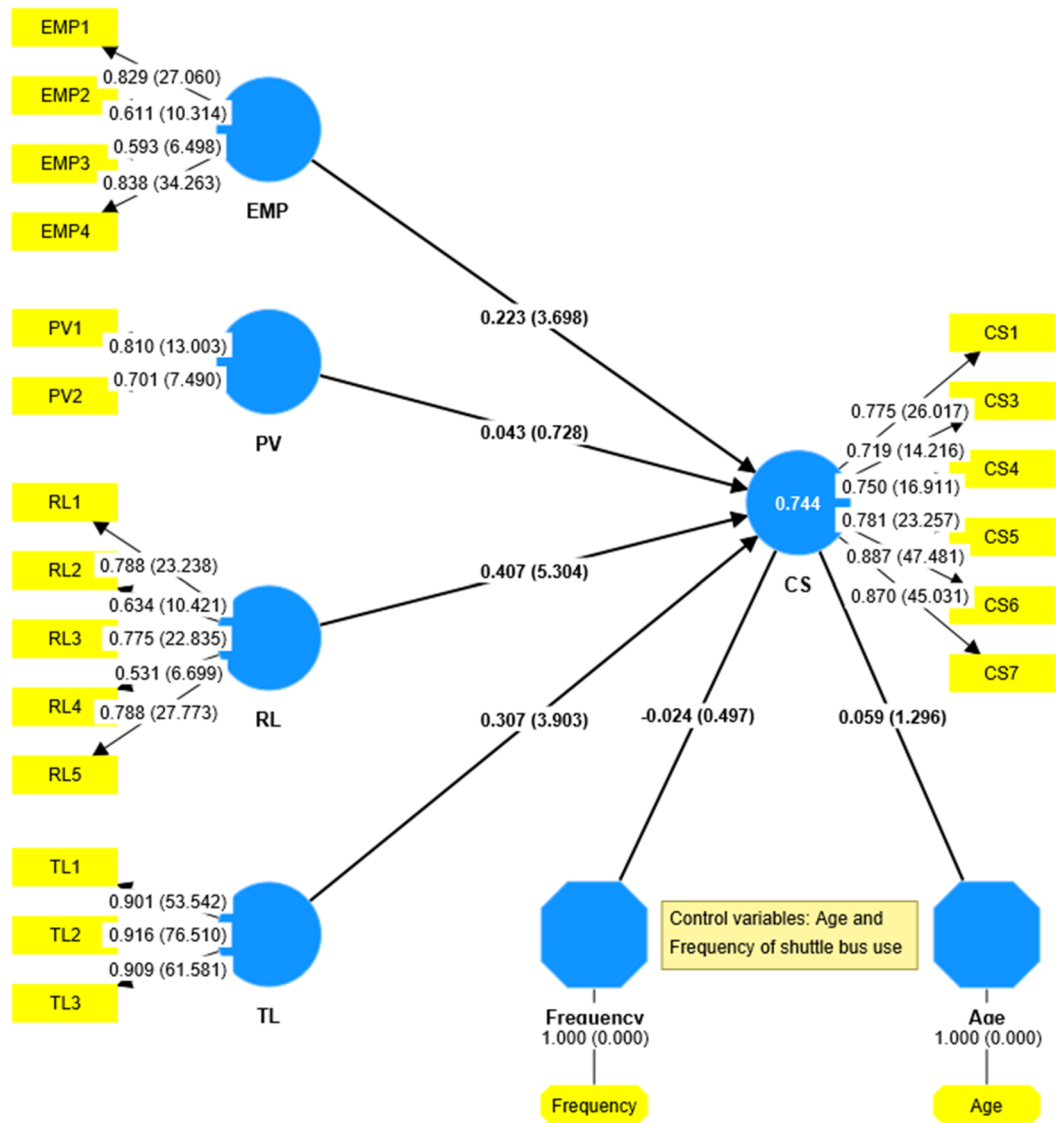 EMP1
0.829 (27.060)
EMP2
0.611 (10.314)
0.593 (6.498)
EMP3
0.838 (34.263)
EMP4
EMP
0.223 (3.698)
PV1
0.810 (13.003)
0.701 (7.490)
PV2
PV
0.043 (0.728)
CS1
0.775 (26.017)
CS3
0.719 (14.216)
CS4
0.750 (16.911)
0.781 (23.257)
CS5
0.887 (47.481)
0.870 (45.031)
CS6
CS7
0.744
CS
RL1
0.788 (23.238)
RL2
0.634 (10.421)
RL3
0.775 (22.835)
0.531 (6.699)
RL4
0.788 (27.773)
RL5
RL
0.407 (5.304)
0.307 (3.903)
-0.024 (0.497)
0.059 (1.296)
TL1
0.901 (53.542)
TL2
0.916 (76.510)
0.909 (61.581)
TL3
TL
Control variables: Age and
Frequency of shuttle bus use
Frequency
1.000 (0.000)
Frequency
Age
1.000 (0.000)
Age